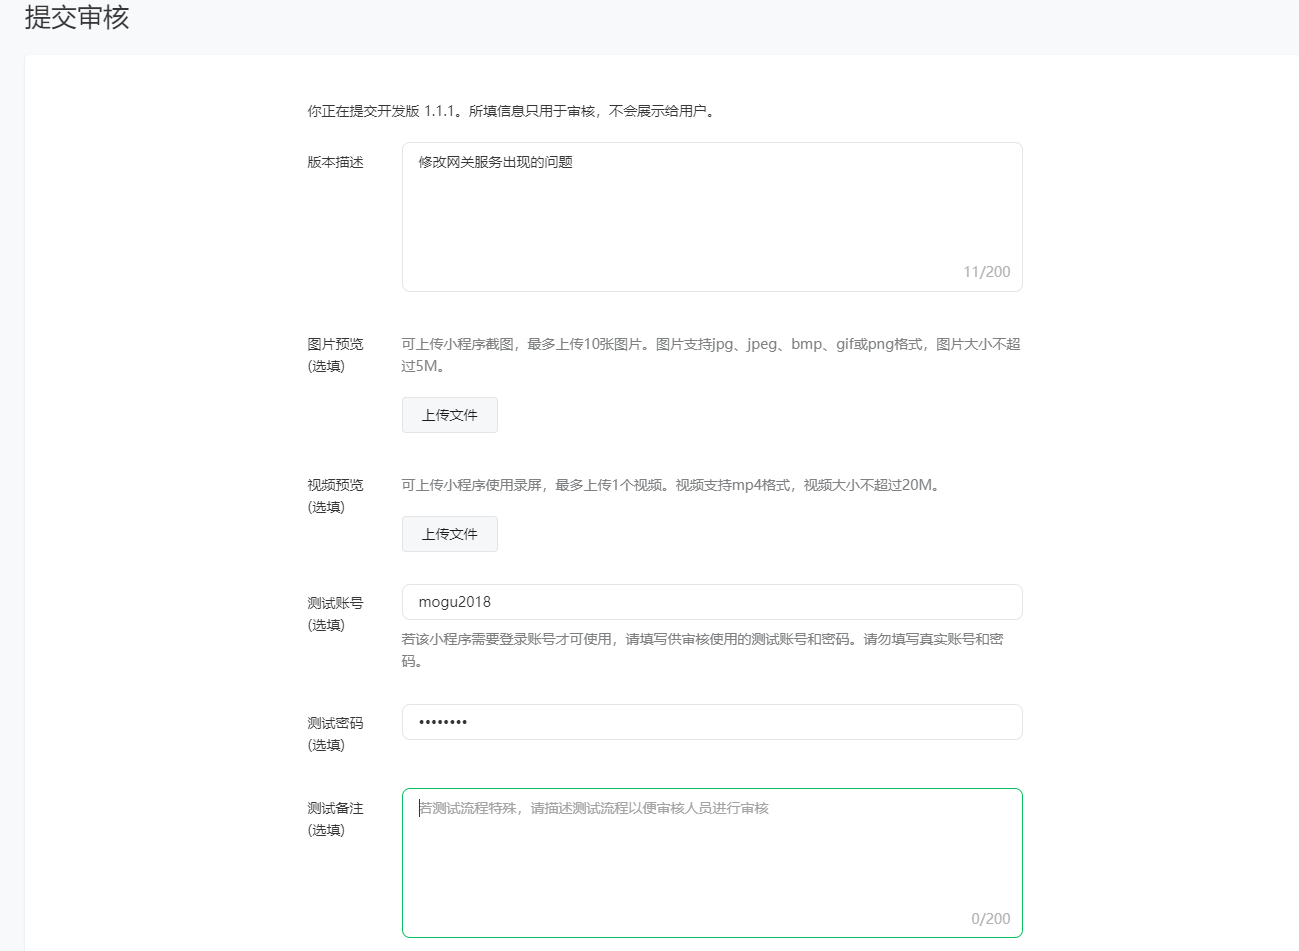 提交审核
你正在提交开发版 1.1.1。所填信息只用于审核，不会展示给用户。
版本描述
修改网关服务出现的问题
11/200
图片预览
(选填)
可上传小程序截图，最多上传10张图片。图片支持jpg、jpeg、bmp、gif或png格式，图片大小不超
过5M。
上传文件
视频预览
(选填)
可上传小程序使用录屏，最多上传1个视频。视频支持mp4格式，视频大小不超过20M。
上传文件
测试账号
(选填)
mogu2018
若该小程序需要登录账号才可使用，请填写供审核使用的测试账号和密码。请勿填写真实账号和密
码。
测试密码
(选填)
••••••••
测试备注
(选填)
若测试流程特殊，请描述测试流程以便审核人员进行审核
0/200